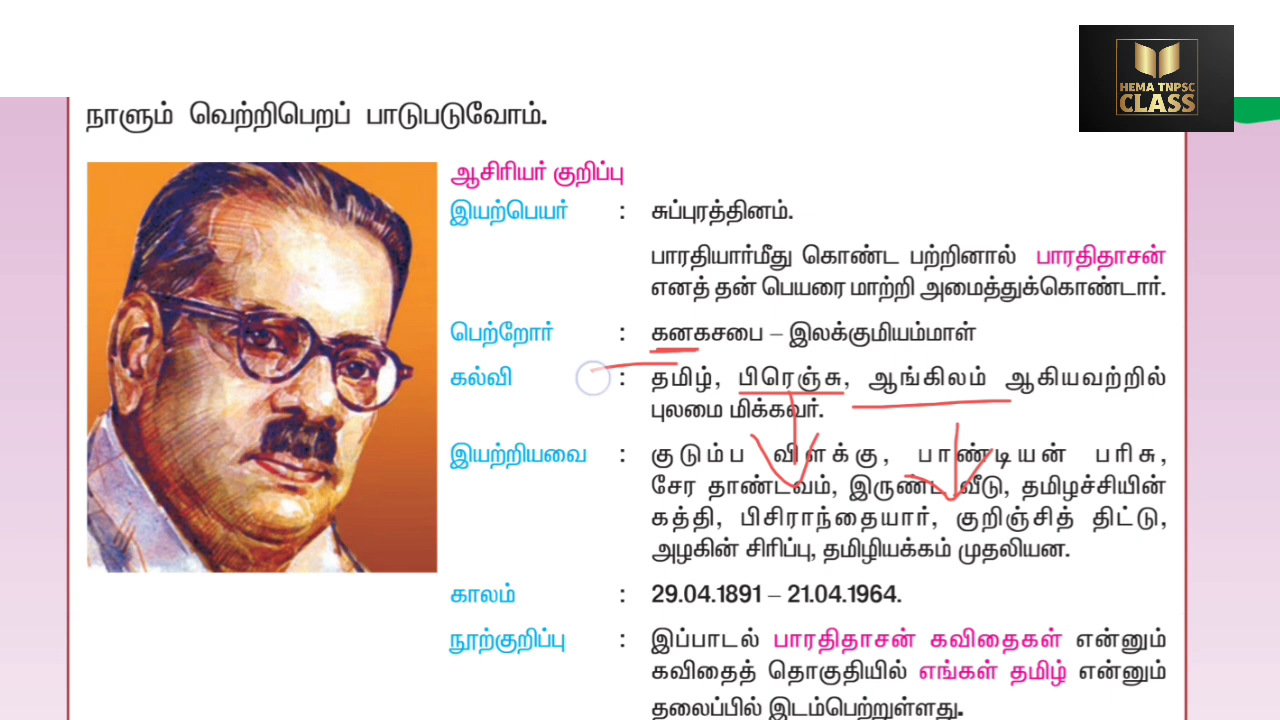 HEMA TNPSC
CLASS
நாளும் வெற்றிபெறப் பாடுபடுவோம்.
ஆசிரியர் குறிப்பு
இயற்பெயர் : சுப்புரத்தினம்.
பாரதியார்மீது கொண்ட பற்றினால் பாரதிதாசன்
எனத் தன் பெயரை மாற்றி அமைத்துக்கொண்டார்.
பெற்றோர் : கனகசபை – இலக்குமியம்மாள்
கல்வி : தமிழ், பிரெஞ்சு, ஆங்கிலம் ஆகியவற்றில்
புலமை மிக்கவர்.
இயற்றியவை : குடும்ப விளக்கு, பாண்டியன் பரிசு,
சேர தாண்டவம், இருண்ட வீடு, தமிழச்சியின்
கத்தி, பிசிராந்தையார், குறிஞ்சித் திட்டு,
அழகின் சிரிப்பு, தமிழியக்கம் முதலியன.
காலம் : 29.04.1891 – 21.04.1964.
நூற்குறிப்பு : இப்பாடல் பாரதிதாசன் கவிதைகள் என்னும்
கவிதைத் தொகுதியில் எங்கள் தமிழ் என்னும்
தலைப்பில் இடம்பெற்றுள்ளது.